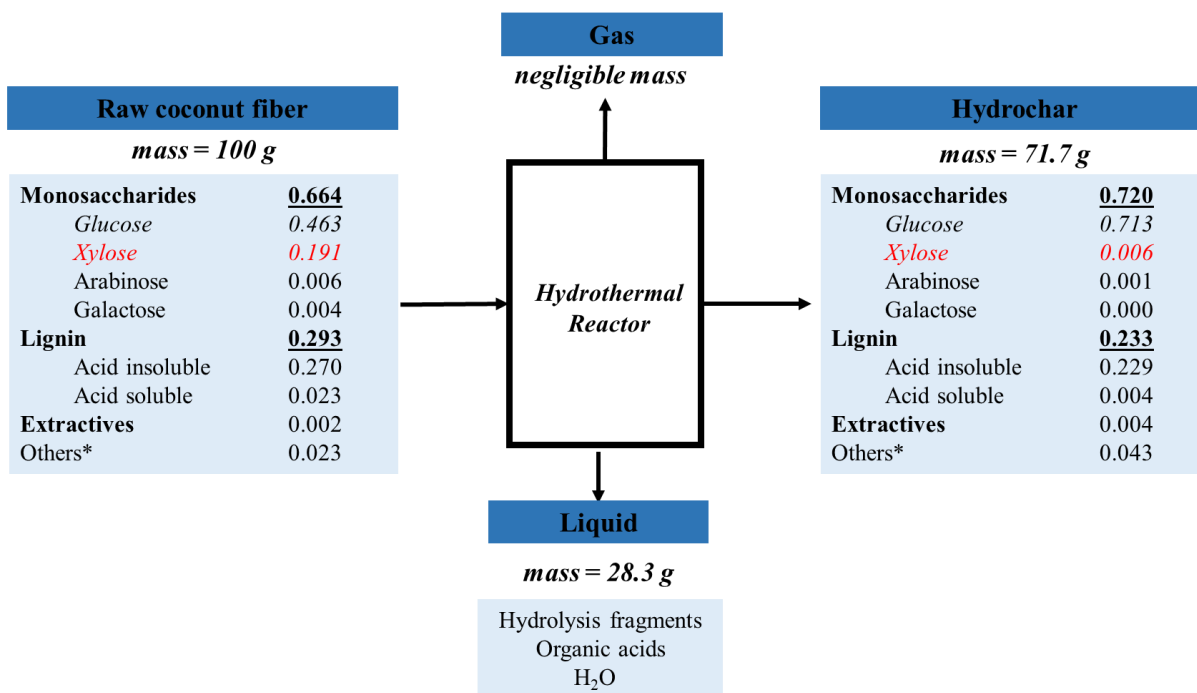 Gas
negligible mass
Raw coconut fiber
mass = 100 g
Monosaccharides 0.664
Glucose 0.463
Xylose 0.191
Arabinose 0.006
Galactose 0.004
Lignin 0.293
Acid insoluble 0.270
Acid soluble 0.023
Extractives 0.002
Others* 0.023
Hydrothermal
Reactor
Hydrochar
mass = 71.7 g
Monosaccharides 0.720
Glucose 0.713
Xylose 0.006
Arabinose 0.001
Galactose 0.000
Lignin 0.233
Acid insoluble 0.229
Acid soluble 0.004
Extractives 0.004
Others* 0.043
Liquid
mass = 28.3 g
Hydrolysis fragments
Organic acids
H₂O